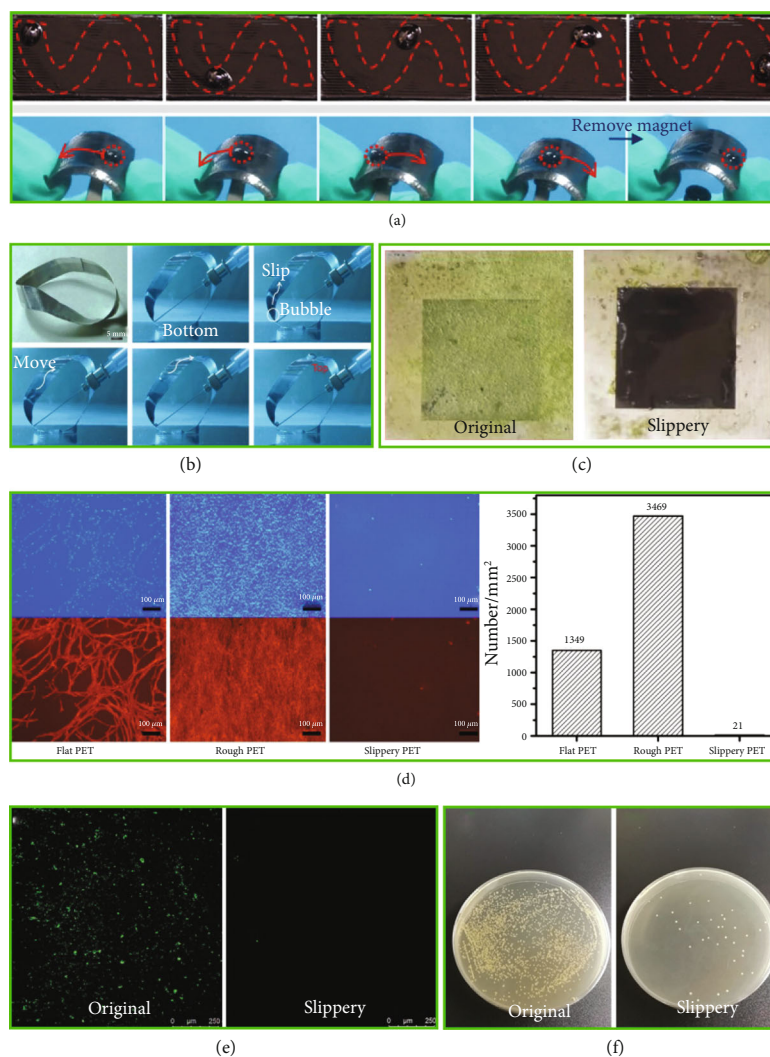 Remove magnet
(a)
5 mm
Bottom
Slip
Bubble
Move
Top
(b)
Original
Slippery
(c)
100 μm
100 μm
100 μm
100 μm
100 μm
100 μm
Flat PET
Rough PET
Slippery PET
Number/mm²
3500
3000
2500
2000
1500
1000
500
0
1349
3469
21
Flat PET
Rough PET
Slippery PET
(d)
Original
0 μm 250
Slippery
0 μm 250
(e)
Original
Slippery
(f)